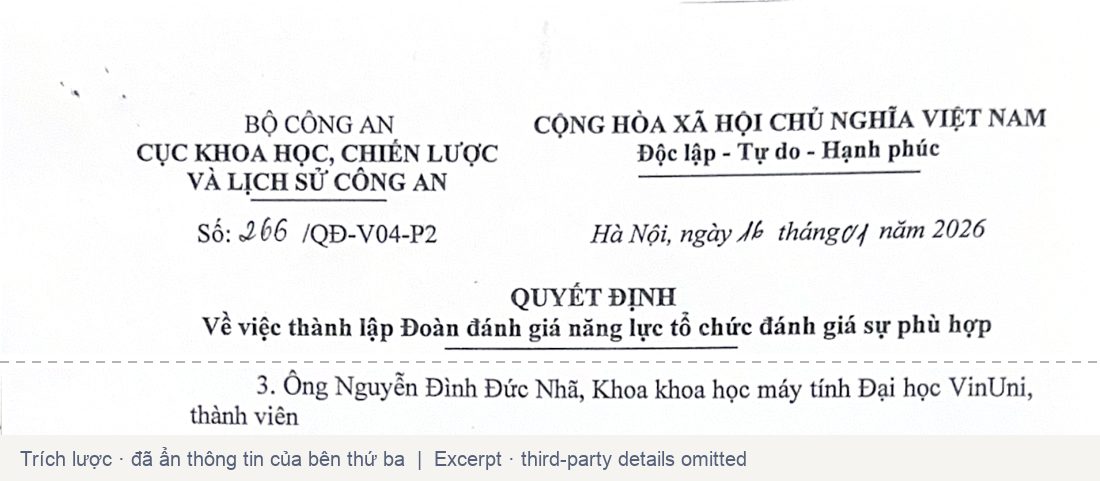 BỘ CÔNG AN
CỤC KHOA HỌC, CHIẾN LƯỢC
VÀ LỊCH SỬ CÔNG AN
Số: 266 /QĐ-V04-P2
CỘNG HÒA XÃ HỘI CHỦ NGHĨA VIỆT NAM
Độc lập - Tự do - Hạnh phúc
Hà Nội, ngày 16 tháng 01 năm 2026
QUYẾT ĐỊNH
Về việc thành lập Đoàn đánh giá năng lực tổ chức đánh giá sự phù hợp
3. Ông Nguyễn Đình Đức Nhã, Khoa khoa học máy tính Đại học VinUni,
thành viên
Trích lược · đã ẩn thông tin của bên thứ ba | Excerpt · third-party details omitted